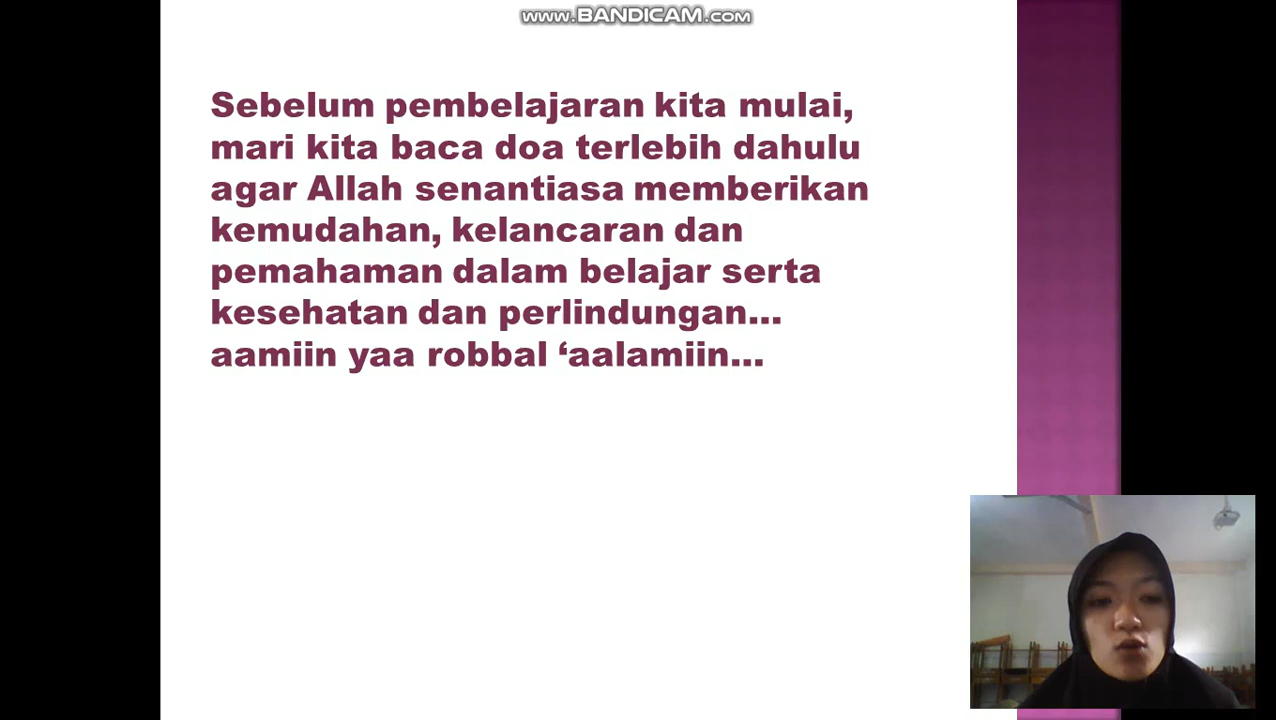 www.BANDICAM.com
Sebelum pembelajaran kita mulai,
mari kita baca doa terlebih dahulu
agar Allah senantiasa memberikan
kemudahan, kelancaran dan
pemahaman dalam belajar serta
kesehatan dan perlindungan...
aamiin yaa robbal ‘aalamiin...